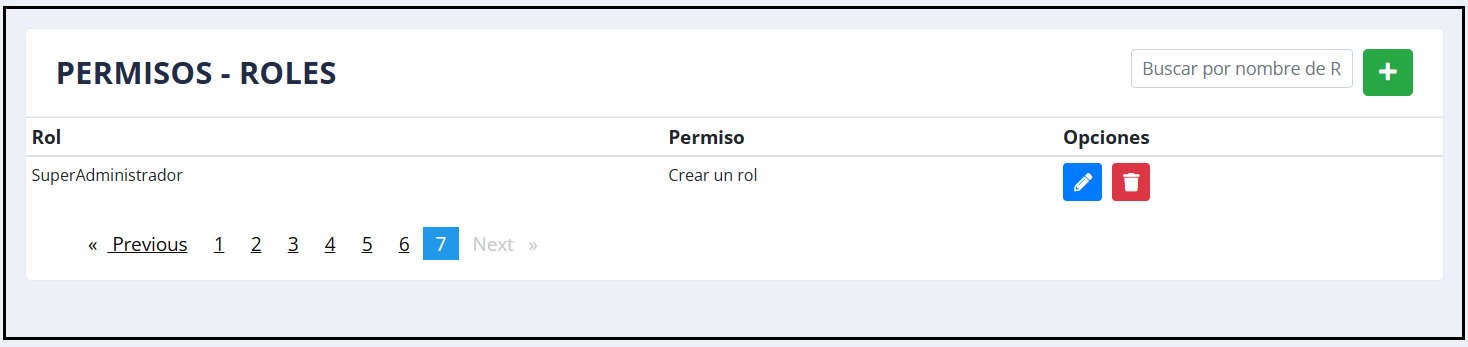 PERMISOS - ROLES
Buscar por nombre de R
Rol Permiso Opciones
SuperAdministrador Crear un rol
« Previous 1 2 3 4 5 6 7 Next »